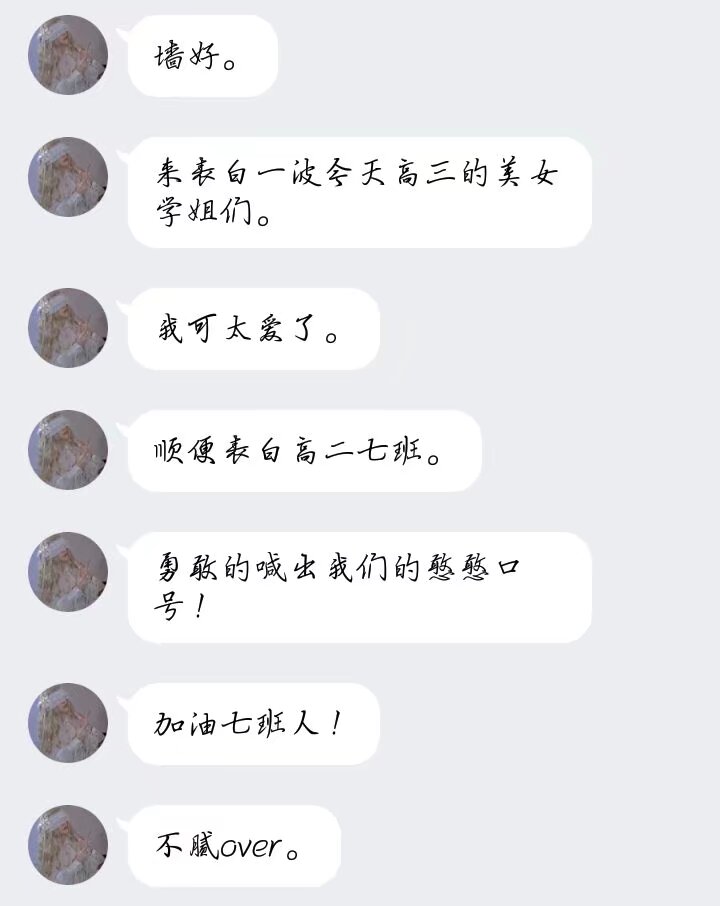 墙好。
来表白一波今天高三的美女
学姐们。
我可太爱了。
顺便表白高二七班。
勇敢的喊出我们的憨憨口
号！
加油七班人！
不腻over。